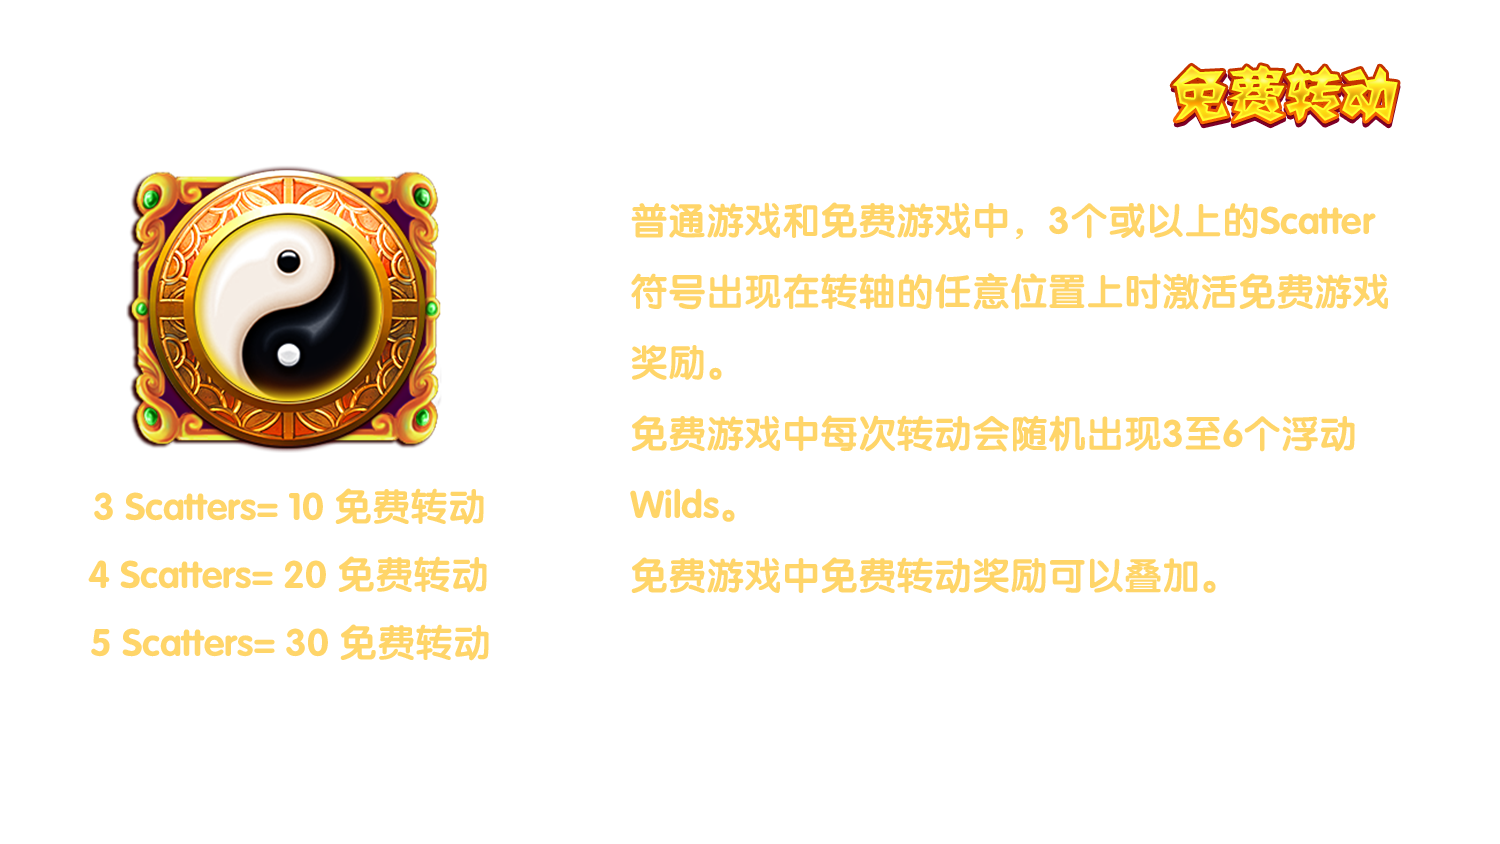 免费转动
普通游戏和免费游戏中，3个或以上的Scatter
符号出现在转轴的任意位置上时激活免费游戏
奖励。
免费游戏中每次转动会随机出现3至6个浮动
Wilds。
免费游戏中免费转动奖励可以叠加。
3 Scatters= 10 免费转动
4 Scatters= 20 免费转动
5 Scatters= 30 免费转动